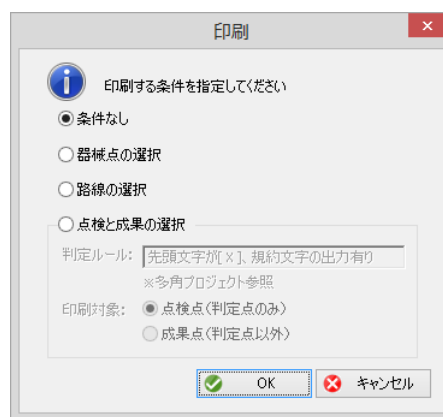 印刷
印刷する条件を指定してください
条件なし
器械点の選択
路線の選択
点検と成果の選択
判定ルール: 先頭文字が[×]、規約文字の出力有り
※多角プロジェクト参照
印刷対象: 点検点(判定点のみ)
成果点(判定点以外)
OK キャンセル